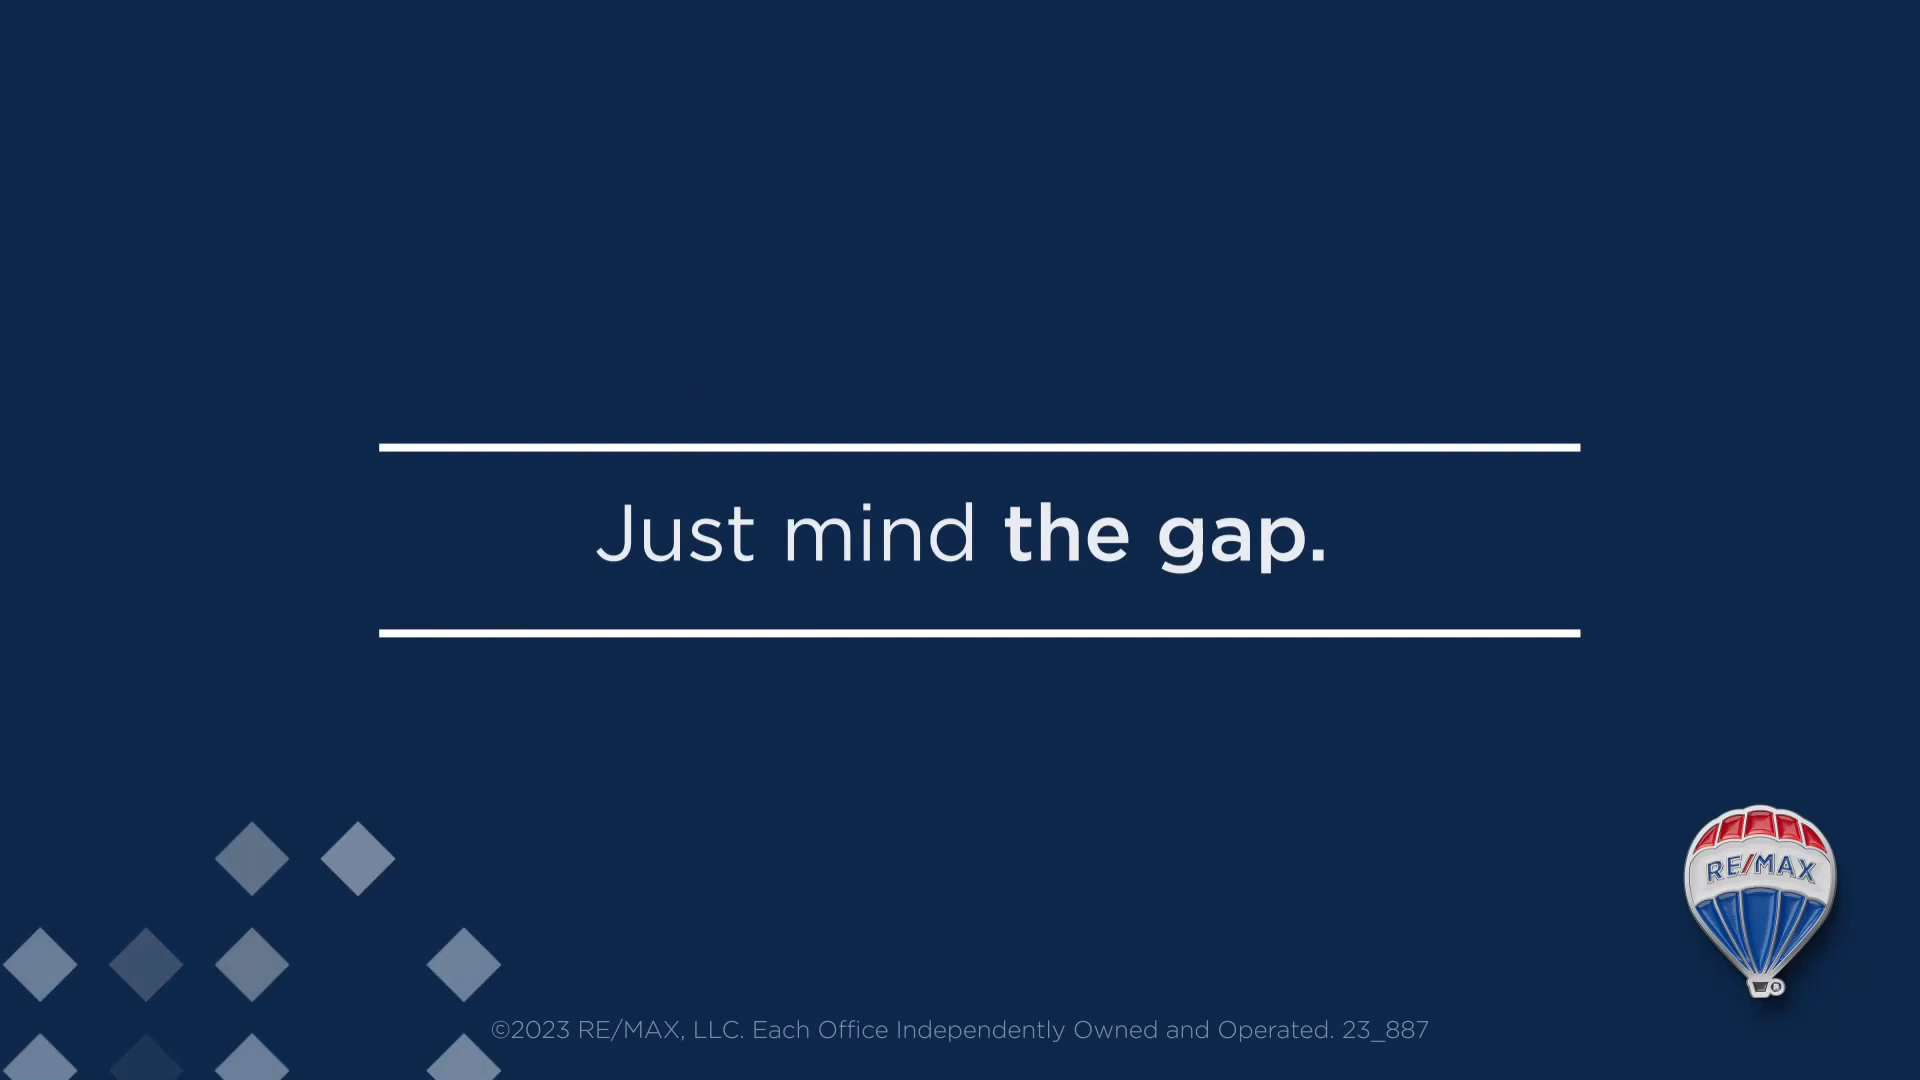 Just mind the gap.
RE/MAX
®
©2023 RE/MAX, LLC. Each Office Independently Owned and Operated. 23_887